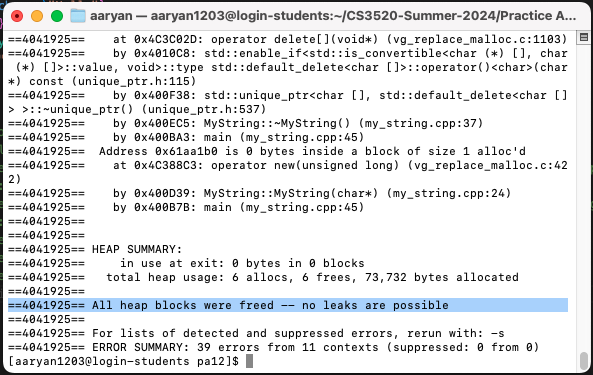 aaryan — aaryan1203@login-students:~/CS3520-Summer-2024/Practice A...
==4041925==    at 0x4C3C02D: operator delete[](void*) (vg_replace_malloc.c:1103)
==4041925==    by 0x4010C8: std::enable_if<std::is_convertible<char (*) [], char
 (*) []>::value, void>::type std::default_delete<char []>::operator()<char>(char
*) const (unique_ptr.h:115)
==4041925==    by 0x400F38: std::unique_ptr<char [], std::default_delete<char []
> >::~unique_ptr() (unique_ptr.h:537)
==4041925==    by 0x400EC5: MyString::~MyString() (my_string.cpp:37)
==4041925==    by 0x400BA3: main (my_string.cpp:45)
==4041925==  Address 0x61aa1b0 is 0 bytes inside a block of size 1 alloc'd
==4041925==    at 0x4C388C3: operator new(unsigned long) (vg_replace_malloc.c:42
2)
==4041925==    by 0x400D39: MyString::MyString(char*) (my_string.cpp:24)
==4041925==    by 0x400B7B: main (my_string.cpp:45)
==4041925==
==4041925==
==4041925== HEAP SUMMARY:
==4041925==     in use at exit: 0 bytes in 0 blocks
==4041925==   total heap usage: 6 allocs, 6 frees, 73,732 bytes allocated
==4041925==
==4041925== All heap blocks were freed -- no leaks are possible
==4041925==
==4041925== For lists of detected and suppressed errors, rerun with: -s
==4041925== ERROR SUMMARY: 39 errors from 11 contexts (suppressed: 0 from 0)
[aaryan1203@login-students pa12]$